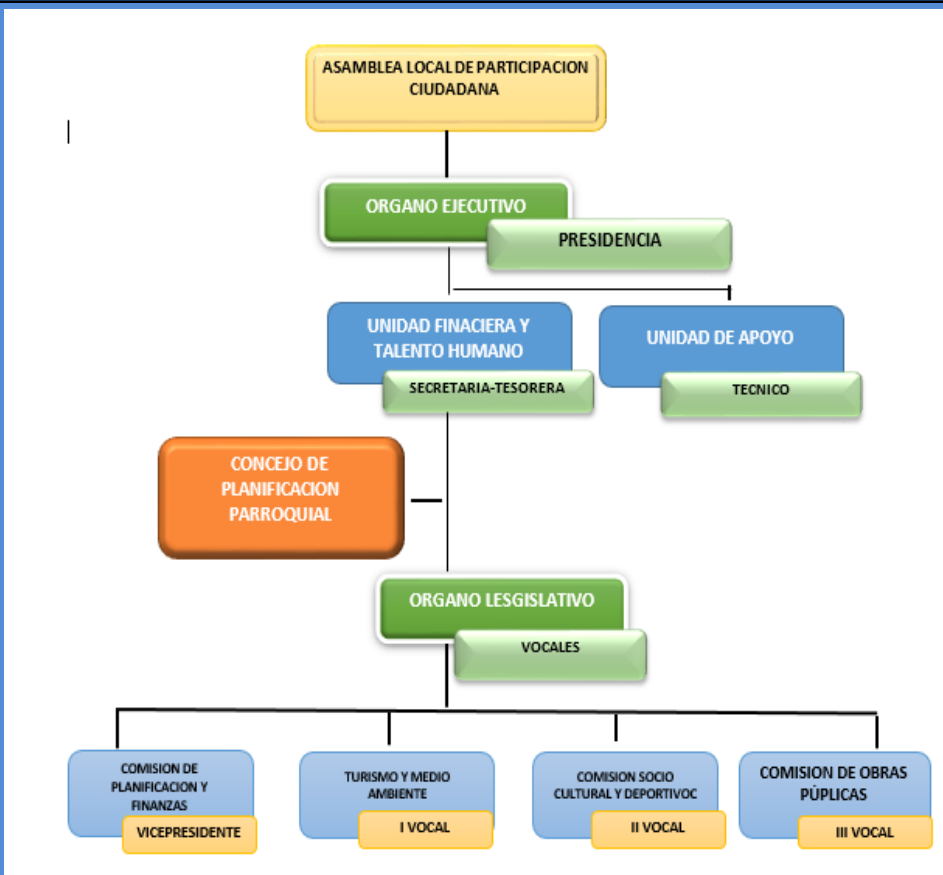 ASAMBLEA LOCAL DE PARTICIPACION
CIUDADANA
ORGANO EJECUTIVO
PRESIDENCIA
UNIDAD FINACIERA Y
TALENTO HUMANO
SECRETARIA-TESORERA
UNIDAD DE APOYO
TECNICO
CONCEJO DE
PLANIFICACION
PARROQUIAL
ORGANO LESGISLATIVO
VOCALES
COMISION DE
PLANIFICACION Y
FINANZAS
VICEPRESIDENTE
TURISMO Y MEDIO
AMBIENTE
I VOCAL
COMISION SOCIO
CULTURAL Y DEPORTIVOC
II VOCAL
COMISION DE OBRAS
PÚPLICAS
III VOCAL